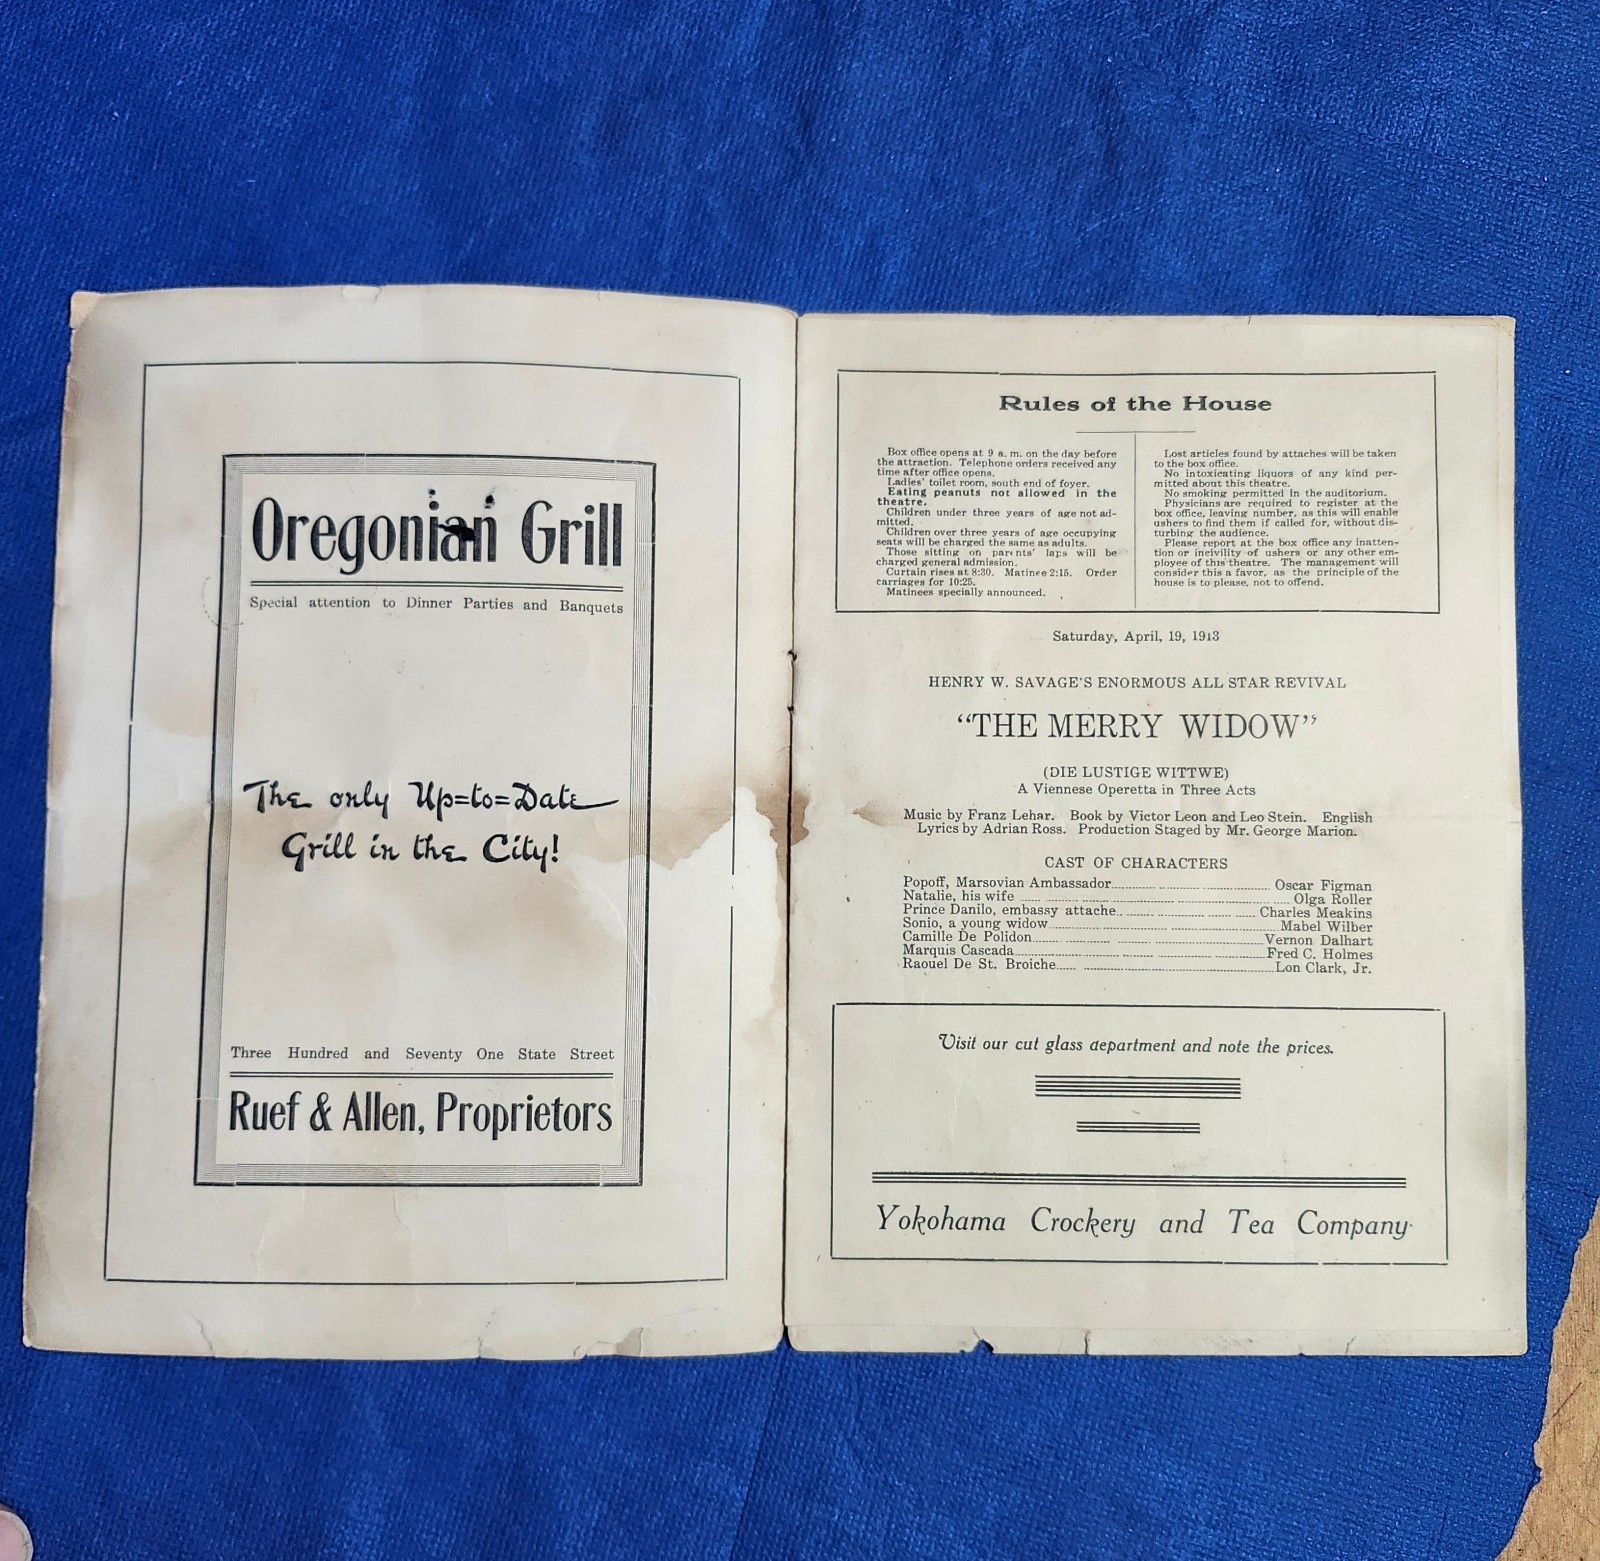 Oregonian Grill
Special attention to Dinner Parties and Banquets
The only Up=to=Date
Grill in the City!
Three Hundred and Seventy One State Street
Ruef & Allen, Proprietors
Rules of the House
Box office opens at 9 a. m. on the day before
the attraction. Telephone orders received any
time after office opens.
Ladies' toilet room, south end of foyer.
Eating peanuts not allowed in the
theatre.
Children under three years of age not ad-
mitted.
Children over three years of age occupying
seats will be charged the same as adults.
Those sitting on parents' laps will be
charged general admission.
Curtain rises at 8:30. Matinee 2:15. Order
carriages for 10:25.
Matinees specially announced.
Lost articles found by attaches will be taken
to the box office.
No intoxicating liquors of any kind per-
mitted about this theatre.
No smoking permitted in the auditorium.
Physicians are required to register at the
box office, leaving number, as this will enable
ushers to find them if called for, without dis-
turbing the audience.
Please report at the box office any inatten-
tion or incivility of ushers or any other em-
ployee of this theatre. The management will
consider this a favor, as the principle of the
house is to please, not to offend.
Saturday, April, 19, 1913
HENRY W. SAVAGE'S ENORMOUS ALL STAR REVIVAL
"THE MERRY WIDOW"
(DIE LUSTIGE WITTWE)
A Viennese Operetta in Three Acts
Music by Franz Lehar. Book by Victor Leon and Leo Stein. English
Lyrics by Adrian Ross. Production Staged by Mr. George Marion.
CAST OF CHARACTERS
Popoff, Marsovian Ambassador Oscar Figman
Natalie, his wife Olga Roller
Prince Danilo, embassy attache Charles Meakins
Sonio, a young widow Mabel Wilber
Camille De Polidon Vernon Dalhart
Marquis Cascada Fred C. Holmes
Raouel De St. Broiche Lon Clark, Jr.
Visit our cut glass department and note the prices.
Yokohama Crockery and Tea Company